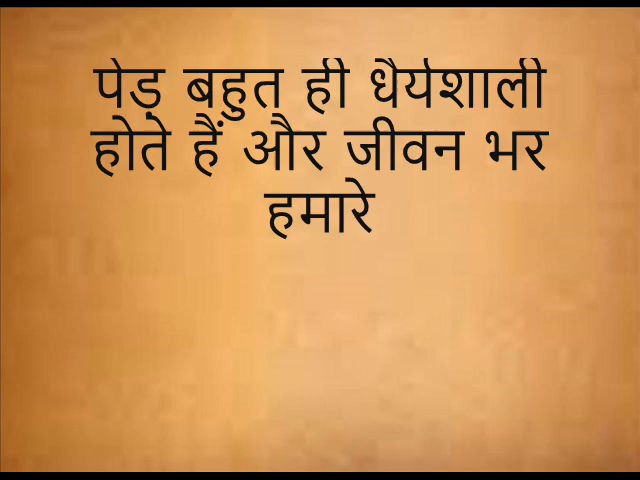 पेड़ बहुत ही धैर्यशाली
होते हैं और जीवन भर
हमारे